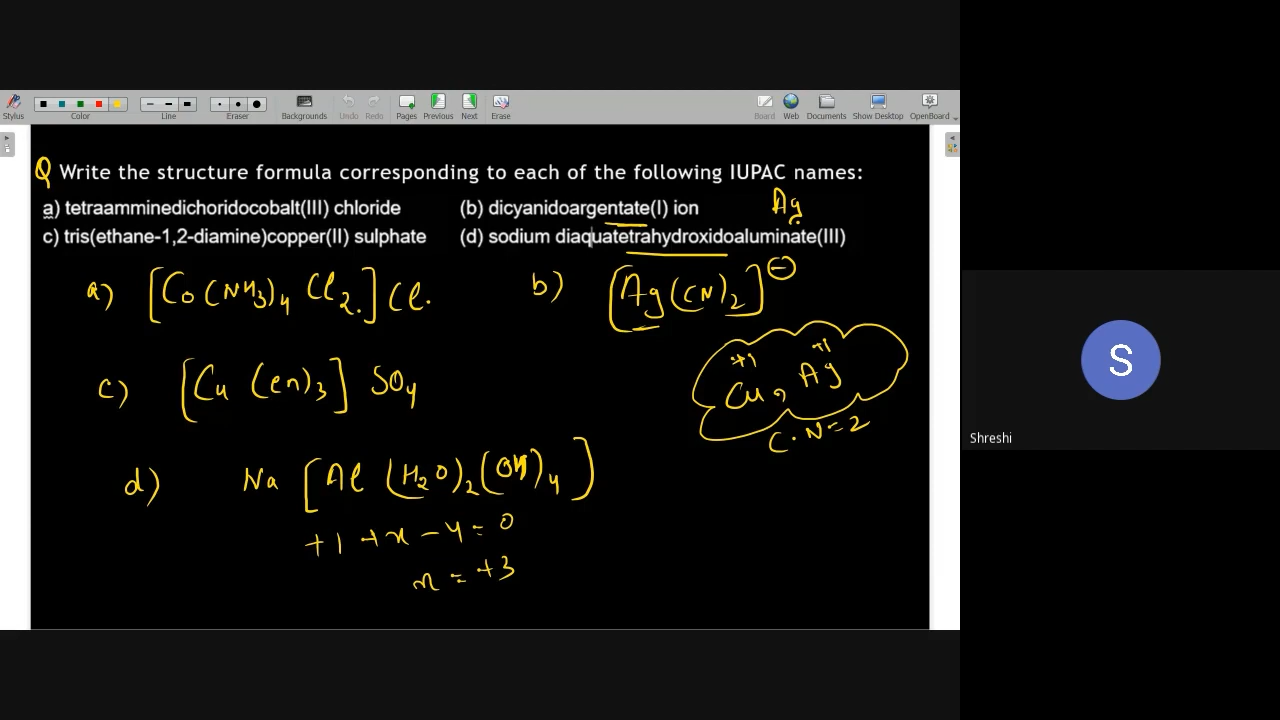 Stylus Color Line Eraser Backgrounds Undo Redo Pages Previous Next Erase Board Web Documents Show Desktop OpenBoard
Q Write the structure formula corresponding to each of the following IUPAC names:
Ag
a) tetraamminedichoridocobalt(III) chloride (b) dicyanidoargentate(I) ion
c) tris(ethane-1,2-diamine)copper(II) sulphate (d) sodium diaquatetrahydroxidoaluminate(III)
a) [Co(NH3)4 Cl2.]Cl. b) [Ag(CN)2]⊖
+1 +1
Cu, Ag
c) [Cu (en)3] SO4
C.N=2
S
Shreshi
d) Na [Al (H2O)2(OH)4]
+1 +x -4=0
x = +3